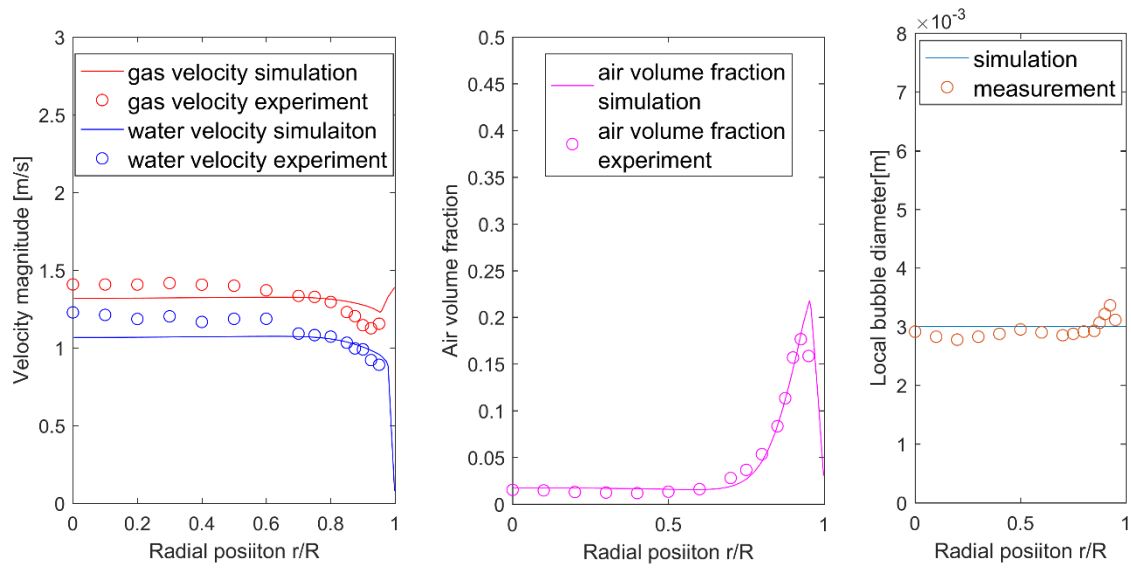 3
2.5
2
1.5
1
0.5
0
Velocity magnitude [m/s]
gas velocity simulation
gas velocity experiment
water velocity simulaiton
water velocity experiment
0
0.2
0.4
0.6
0.8
1
Radial posiiton r/R
0.5
0.45
0.4
0.35
0.3
0.25
0.2
0.15
0.1
0.05
0
Air volume fraction
air volume fraction
simulation
air volume fraction
experiment
0
0.5
1
Radial posiiton r/R
×10⁻³
8
7
6
5
4
3
2
1
0
Local bubble diameter[m]
simulation
measurement
0
0.5
1
Radial posiiton r/R